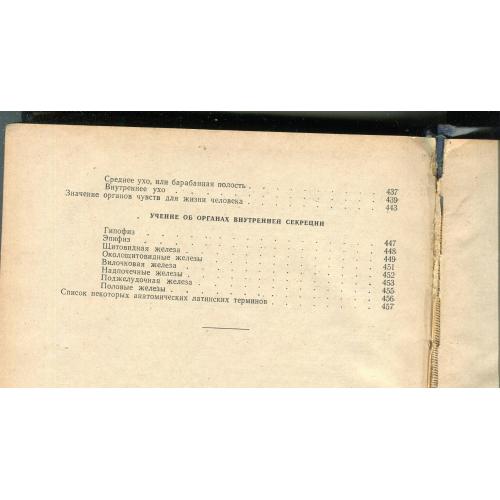 Среднее ухо, или барабанная полость . . . . . . . . . . 437
Внутреннее ухо . . . . . . . . . . 439
Значение органов чувств для жизни человека . . . . . . . . . . 443
УЧЕНИЕ ОБ ОРГАНАХ ВНУТРЕННЕЙ СЕКРЕЦИИ
Гипофиз . . . . . . . . . . 447
Эпифиз . . . . . . . . . . 448
Щитовидная железа . . . . . . . . . . 449
Околощитовидные железы . . . . . . . . . . 451
Вилочковая железа . . . . . . . . . . 452
Надпочечные железы . . . . . . . . . . 453
Поджелудочная железа . . . . . . . . . . 455
Половые железы . . . . . . . . . . 456
Список некоторых анатомических латинских терминов . . . . . . . . . . 457